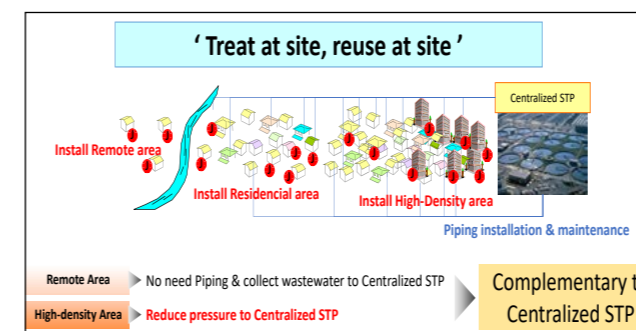 ‘ Treat at site, reuse at site ’
Centralized STP
Install Remote area
Install Residencial area
Install High-Density area
Piping installation & maintenance
Remote Area
No need Piping & collect wastewater to Centralized STP
High-density Area
Reduce pressure to Centralized STP
Complementary t
Centralized STP